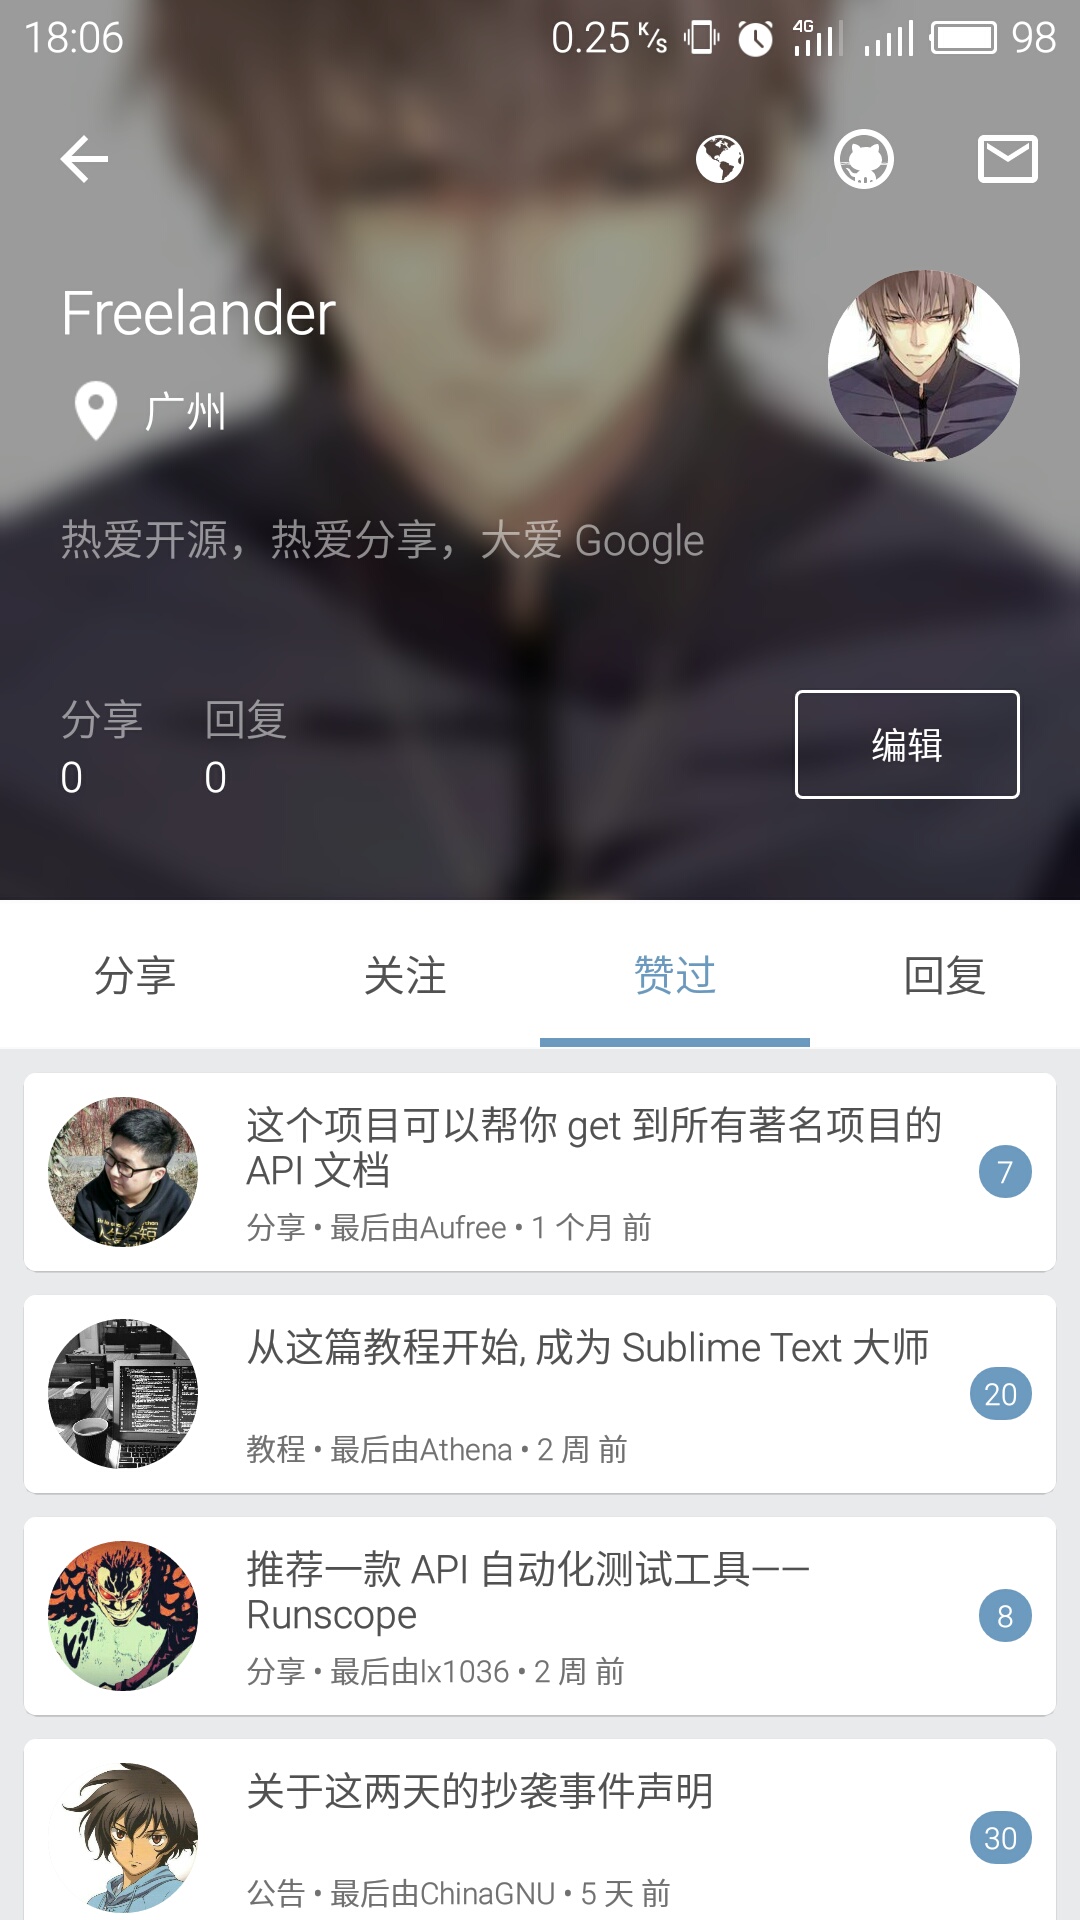 18:06
0.25 K/s 4G 98
Freelander
广州
热爱开源，热爱分享，大爱 Google
分享 回复
0 0
编辑
分享 关注 赞过 回复
这个项目可以帮你 get 到所有著名项目的
API 文档
7
分享 • 最后由Aufree • 1 个月 前
从这篇教程开始, 成为 Sublime Text 大师
20
教程 • 最后由Athena • 2 周 前
推荐一款 API 自动化测试工具——
Runscope
8
分享 • 最后由lx1036 • 2 周 前
关于这两天的抄袭事件声明
30
公告 • 最后由ChinaGNU • 5 天 前